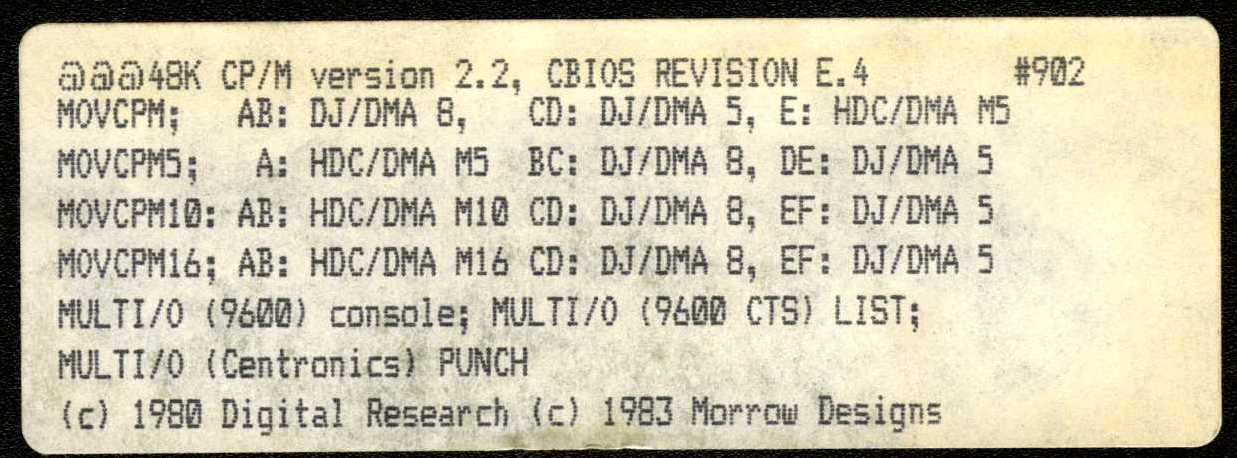 @@@48K CP/M version 2.2, CBIOS REVISION E.4 #902
MOVCPM; AB: DJ/DMA 8, CD: DJ/DMA 5, E: HDC/DMA M5
MOVCPM5; A: HDC/DMA M5 BC: DJ/DMA 8, DE: DJ/DMA 5
MOVCPM10: AB: HDC/DMA M10 CD: DJ/DMA 8, EF: DJ/DMA 5
MOVCPM16; AB: HDC/DMA M16 CD: DJ/DMA 8, EF: DJ/DMA 5
MULTI/O (9600) console; MULTI/O (9600 CTS) LIST;
MULTI/O (Centronics) PUNCH
(c) 1980 Digital Research (c) 1983 Morrow Designs